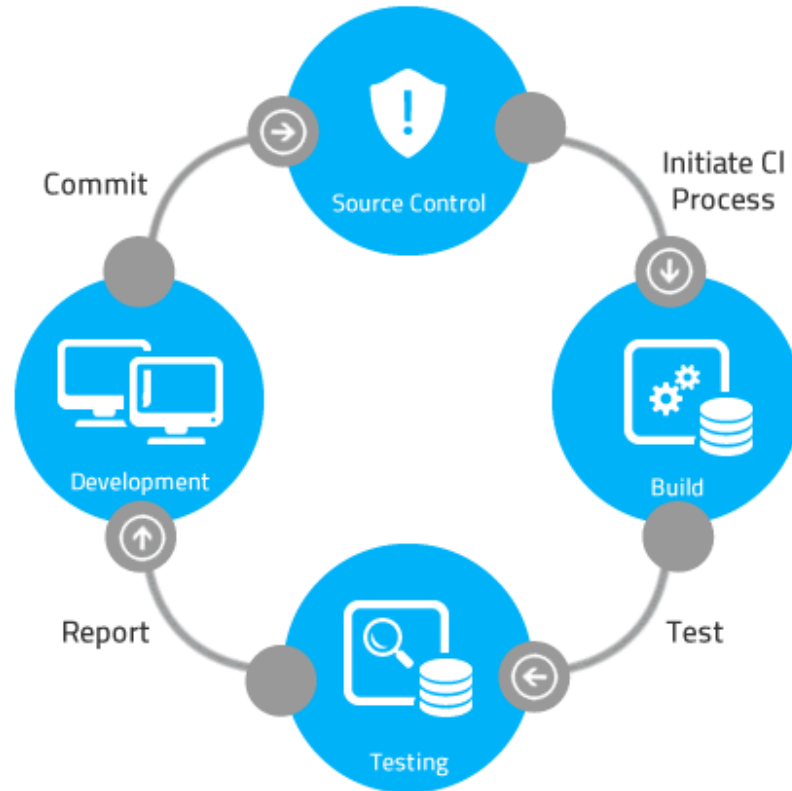 Source Control
Commit
Initiate CI
Process
Development
Build
Report
Test
Testing